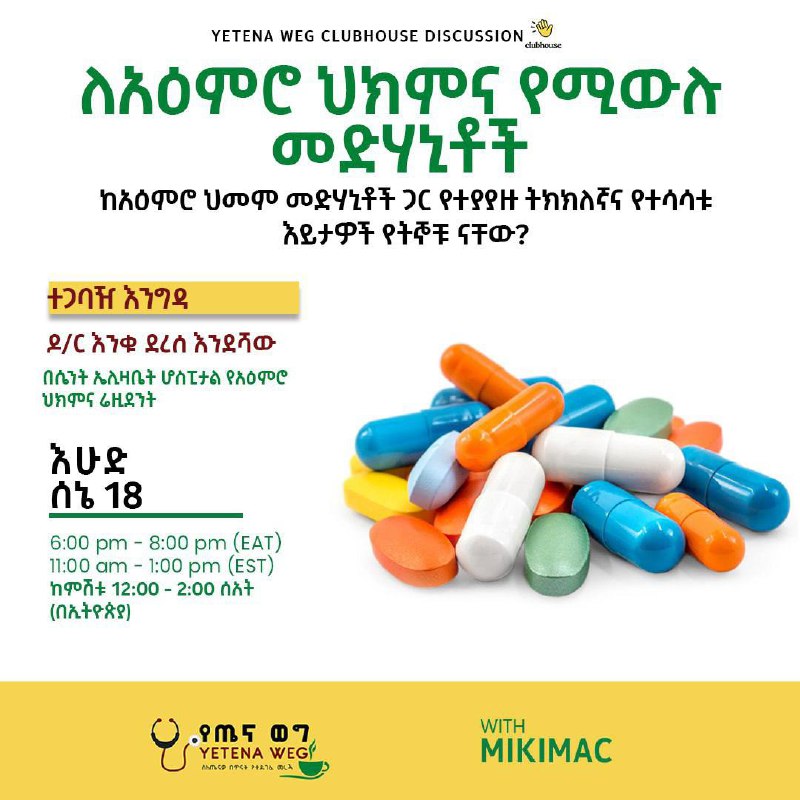 YETENA WEG CLUBHOUSE DISCUSSION
clubhouse
ለአዕምሮ ህክምና የሚውሉ
መድሃኒቶች
ከአዕምሮ ህመም መድሃኒቶች ጋር የተያያዙ ትክክለኛና የተሳሳቱ
እይታዎች የትኞቹ ናቸው?
ተጋባዥ እንግዳ
ዶ/ር እንቁ ደረሰ እንደሻው
በሴንት ኤሊዛቤት ሆስፒታል የአዕምሮ
ህክምና ሬዚደንት
እሁድ
ሰኔ 18
6:00 pm - 8:00 pm (EAT)
11:00 am - 1:00 pm (EST)
ከምሽቱ 12:00 - 2:00 ሰአት
(በኢትዮጵያ)
የጤና ወግ
YETENA WEG
WITH
MIKIMAC